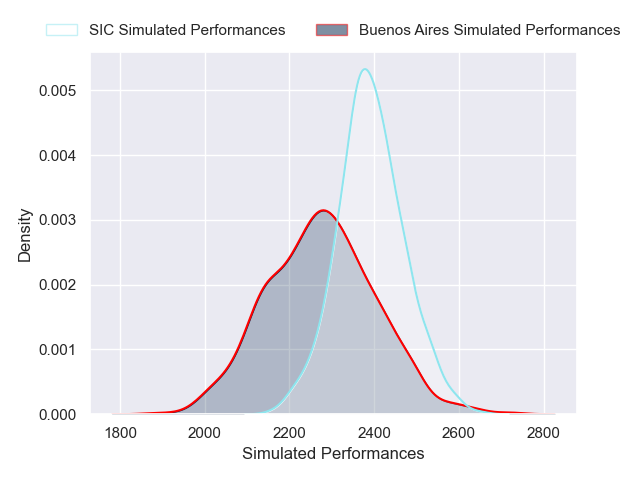 SIC Simulated Performances
Buenos Aires Simulated Performances
0.005
0.004
0.003
0.002
0.001
0.000
Density
1800 2000 2200 2400 2600 2800
Simulated Performances